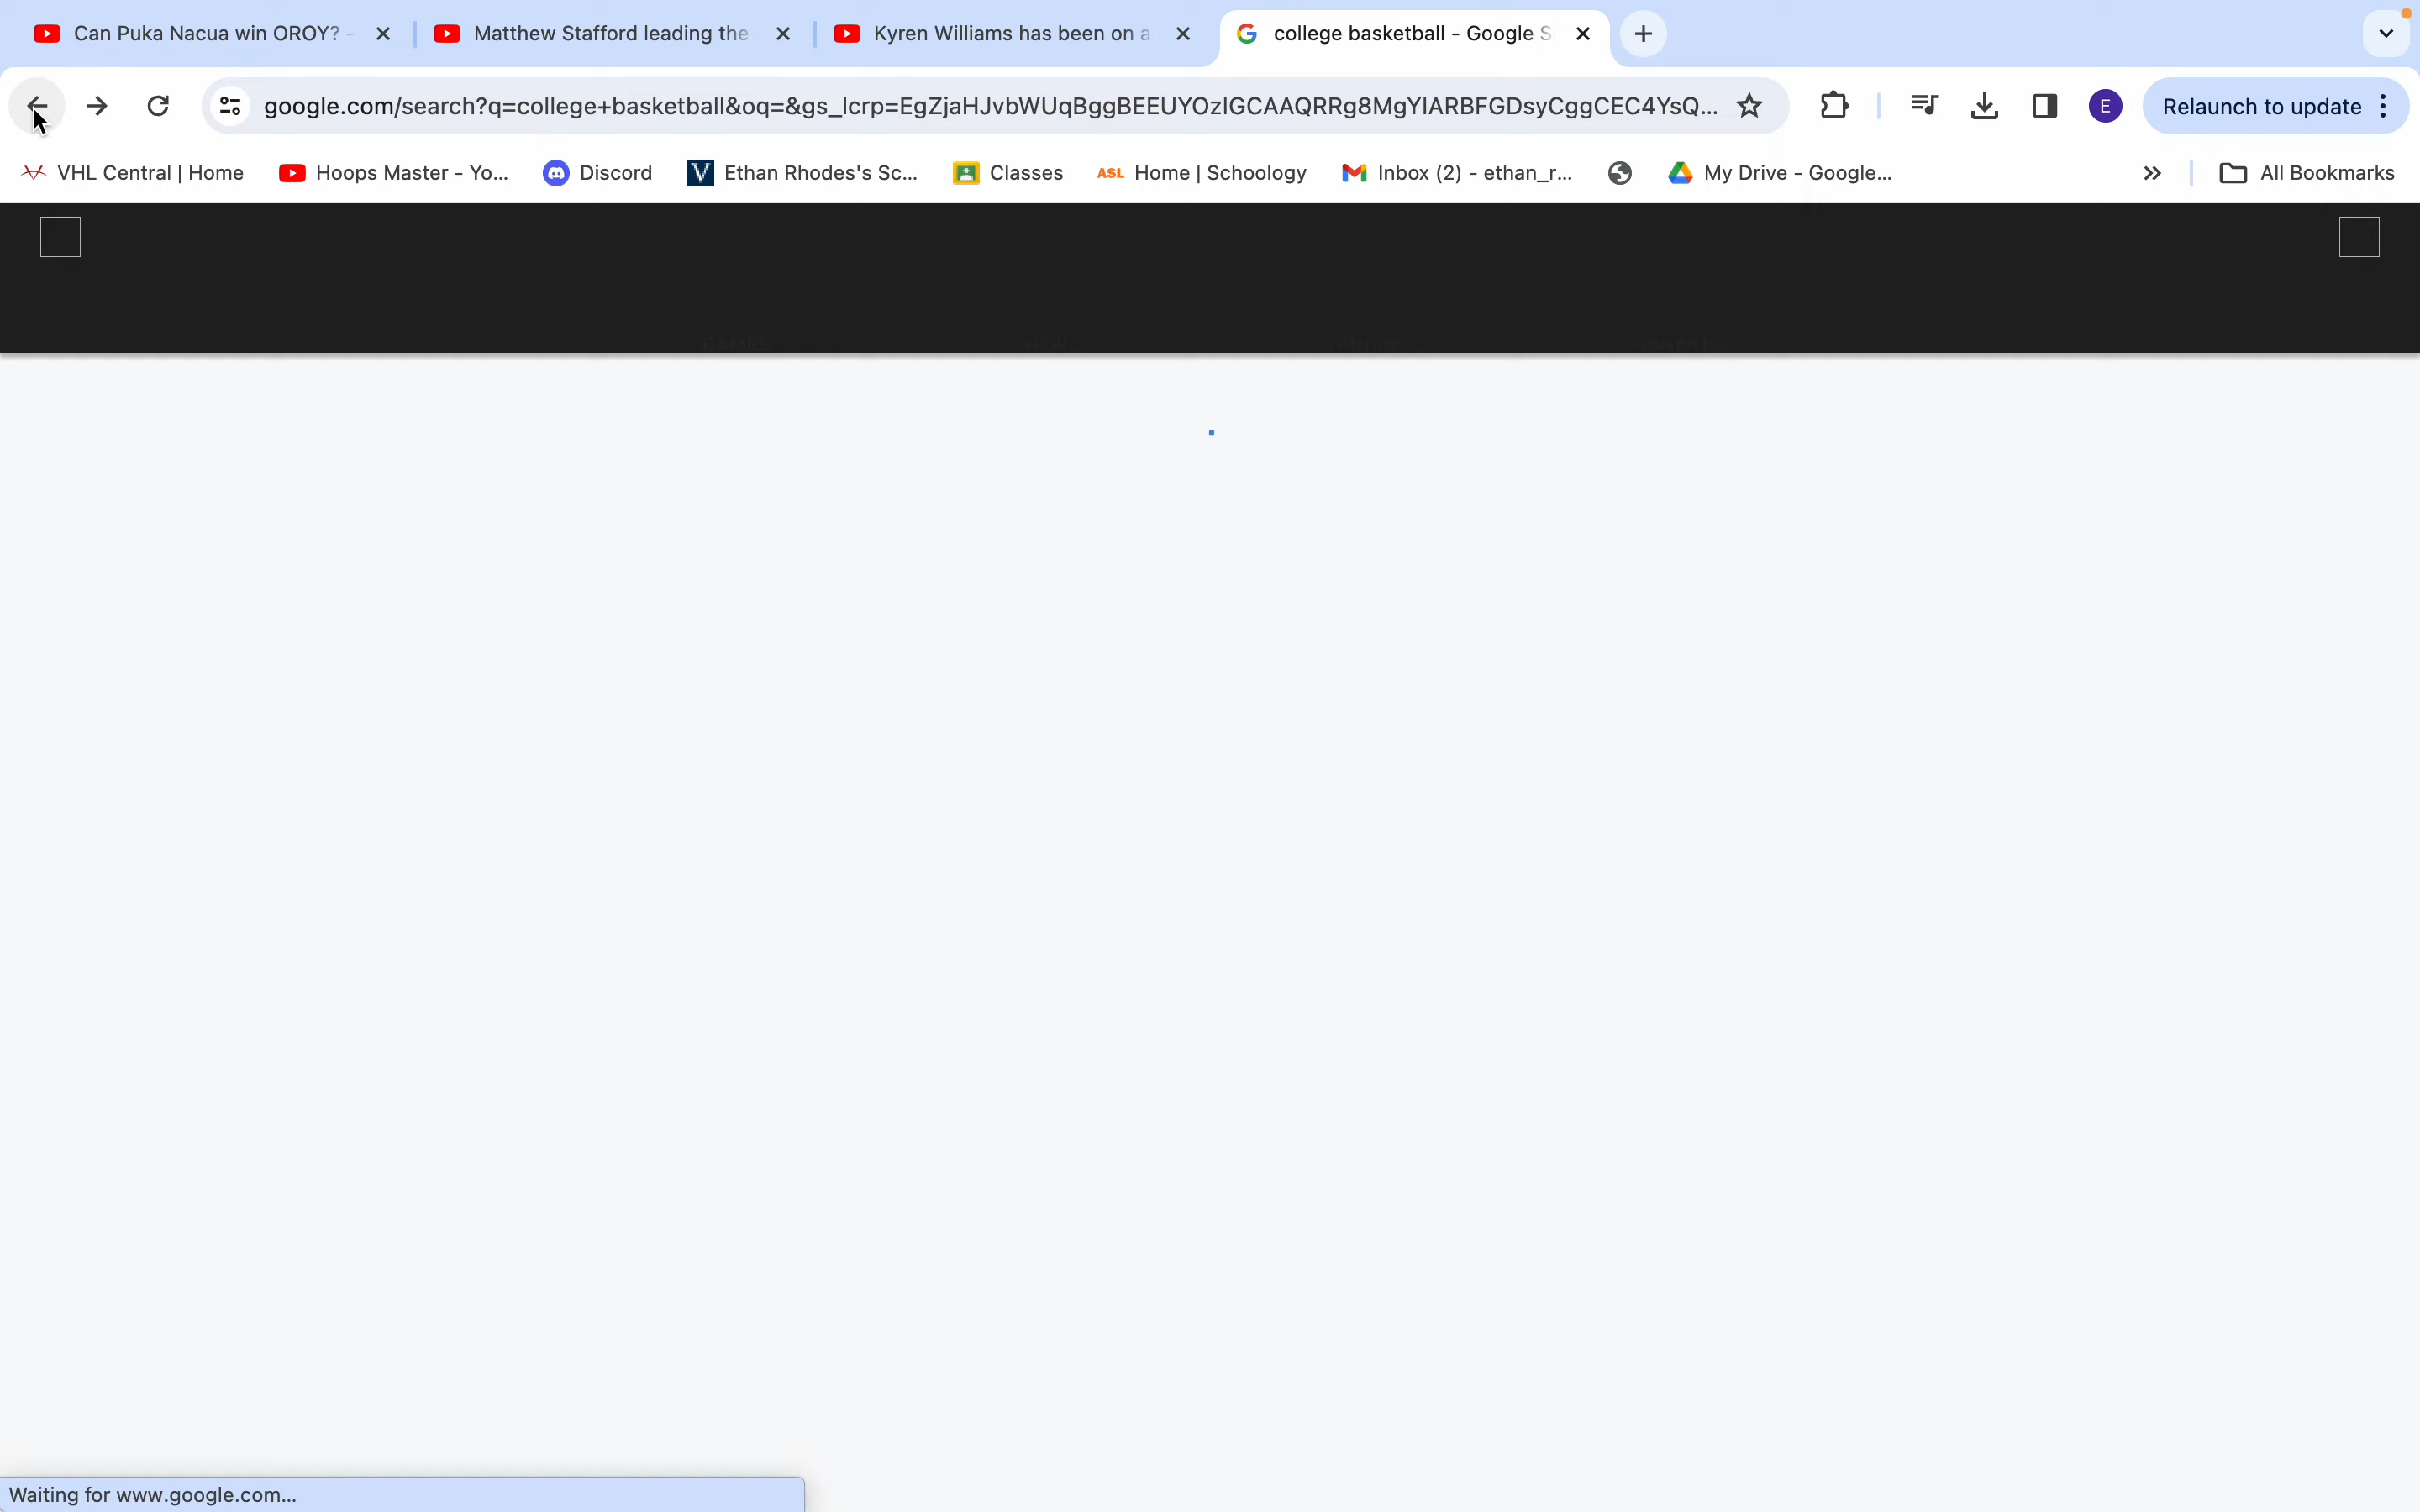 Can Puka Nacua win OROY? -
Matthew Stafford leading the
Kyren Williams has been on a
college basketball - Google S
google.com/search?q=college+basketball&oq=&gs_lcrp=EgZjaHJvbWUqBggBEEUYOzIGCAAQRRg8MgYIARBFGDsyCggCEC4YsQ...
E
Relaunch to update
VHL Central | Home
Hoops Master - Yo...
Discord
V
Ethan Rhodes's Sc...
Classes
ASL
Home | Schoology
Inbox (2) - ethan_r...
My Drive - Google...
All Bookmarks
GAMES
Waiting for www.google.com...